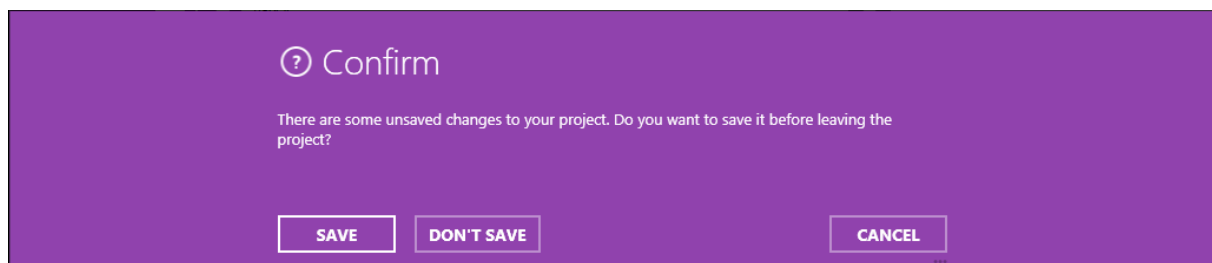 ? Confirm
There are some unsaved changes to your project. Do you want to save it before leaving the
project?
SAVE DON'T SAVE CANCEL